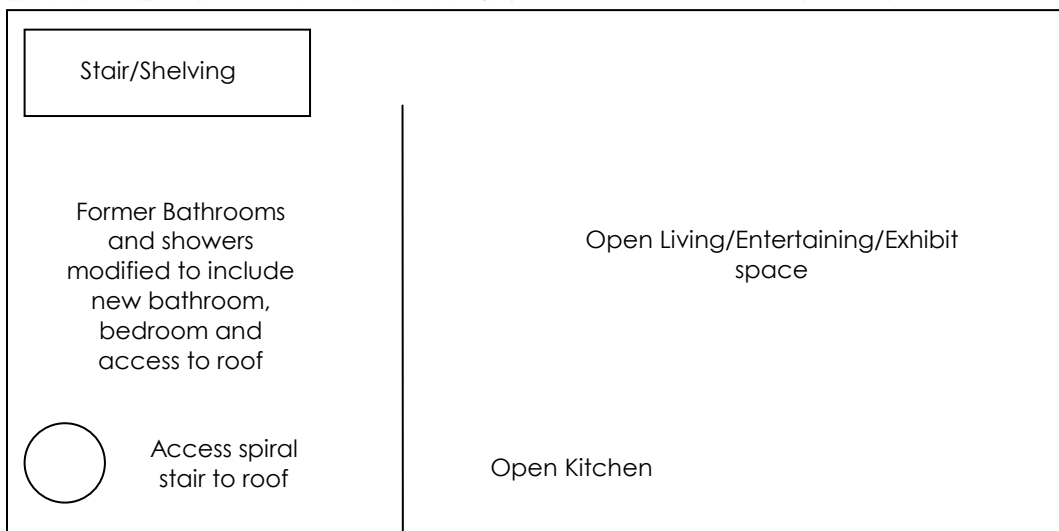 Stair/Shelving
Former Bathrooms
and showers
modified to include
new bathroom,
bedroom and
access to roof
Open Living/Entertaining/Exhibit
space
Access spiral
stair to roof
Open Kitchen